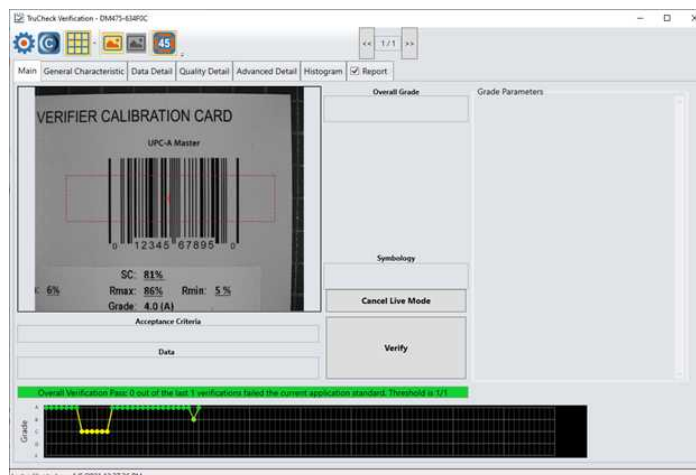 TruCheck Verification - DM475-634F0C
45
<< 1 / 1 >>
Main General Characteristic Data Detail Quality Detail Advanced Detail Histogram Report
VERIFIER CALIBRATION CARD
UPC-A Master
0 12345 67895 0
SC: 81%
6% Rmax: 86% Rmin: 5 %
Grade: 4.0 (A)
Overall Grade
Grade Parameters
Symbology
Cancel Live Mode
Verify
Acceptance Criteria
Data
Overall Verification Pass: 0 out of the last 1 verifications failed the current application standard. Threshold is 1/1
Grade
A
B
C
D